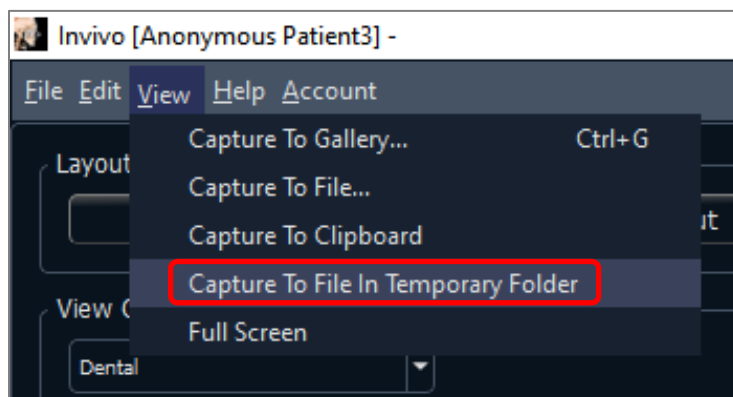 Invivo [Anonymous Patient3] -
File Edit View Help Account
Capture To Gallery... Ctrl+G
Layout
Capture To File...
Capture To Clipboard
Capture To File In Temporary Folder
View
Full Screen
Dental